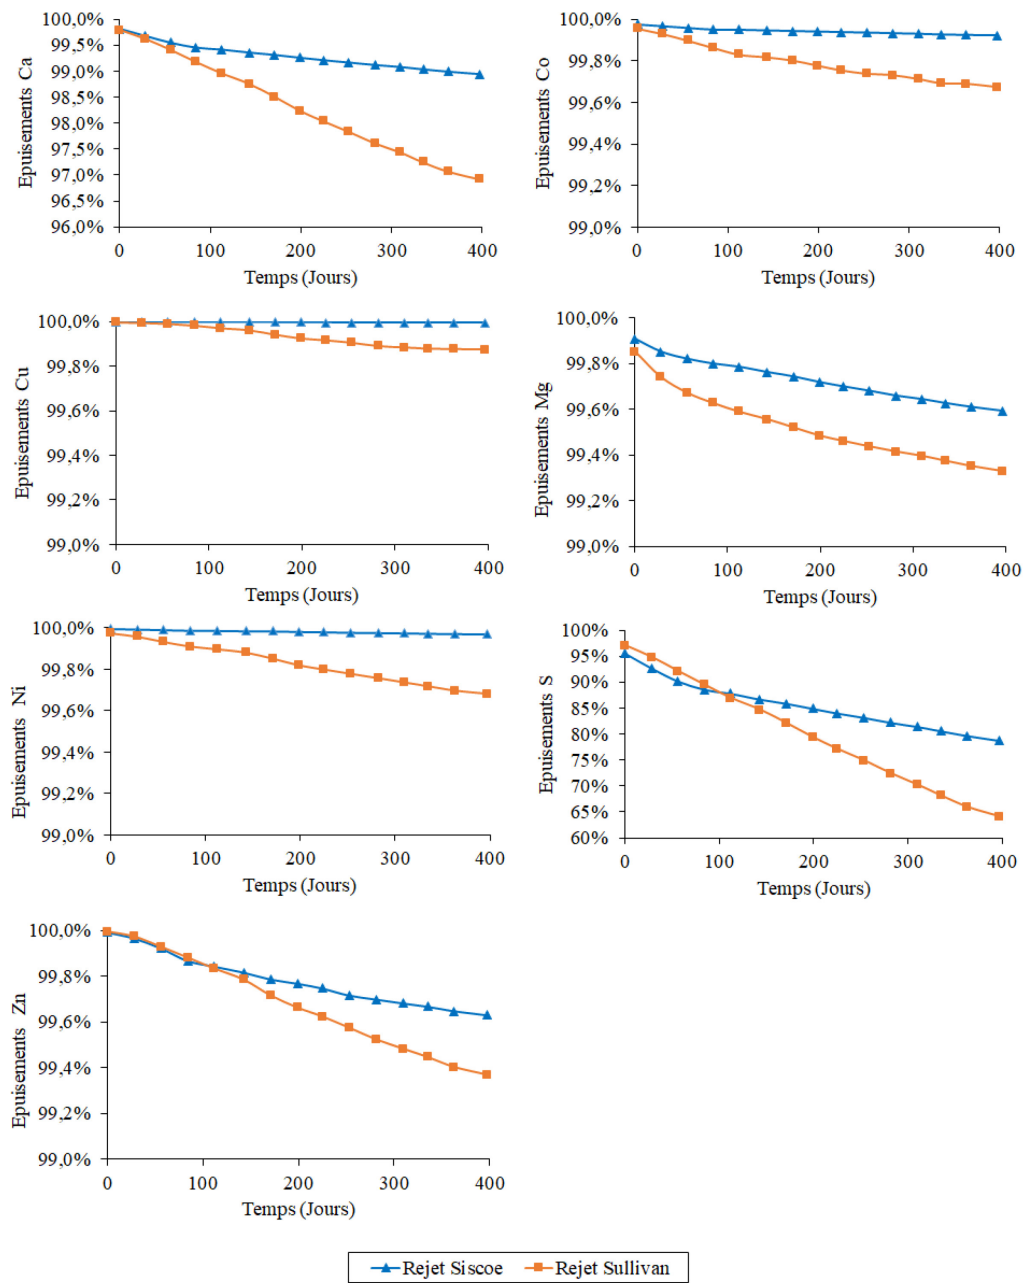 Epuisements Ca
100,0%
99,5%
99,0%
98,5%
98,0%
97,5%
97,0%
96,5%
96,0%
0 100 200 300 400
Temps (Jours)
Epuisements Co
100,0%
99,8%
99,6%
99,4%
99,2%
99,0%
0 100 200 300 400
Temps (Jours)
Epuisements Cu
100,0%
99,8%
99,6%
99,4%
99,2%
99,0%
0 100 200 300 400
Temps (Jours)
Epuisements Mg
100,0%
99,8%
99,6%
99,4%
99,2%
99,0%
0 100 200 300 400
Temps (Jours)
Epuisements Ni
100,0%
99,8%
99,6%
99,4%
99,2%
99,0%
0 100 200 300 400
Temps (Jours)
Epuisements S
100%
95%
90%
85%
80%
75%
70%
65%
60%
0 100 200 300 400
Temps (Jours)
Epuisements Zn
100,0%
99,8%
99,6%
99,4%
99,2%
99,0%
0 100 200 300 400
Temps (Jours)
Rejet Siscoe Rejet Sullivan